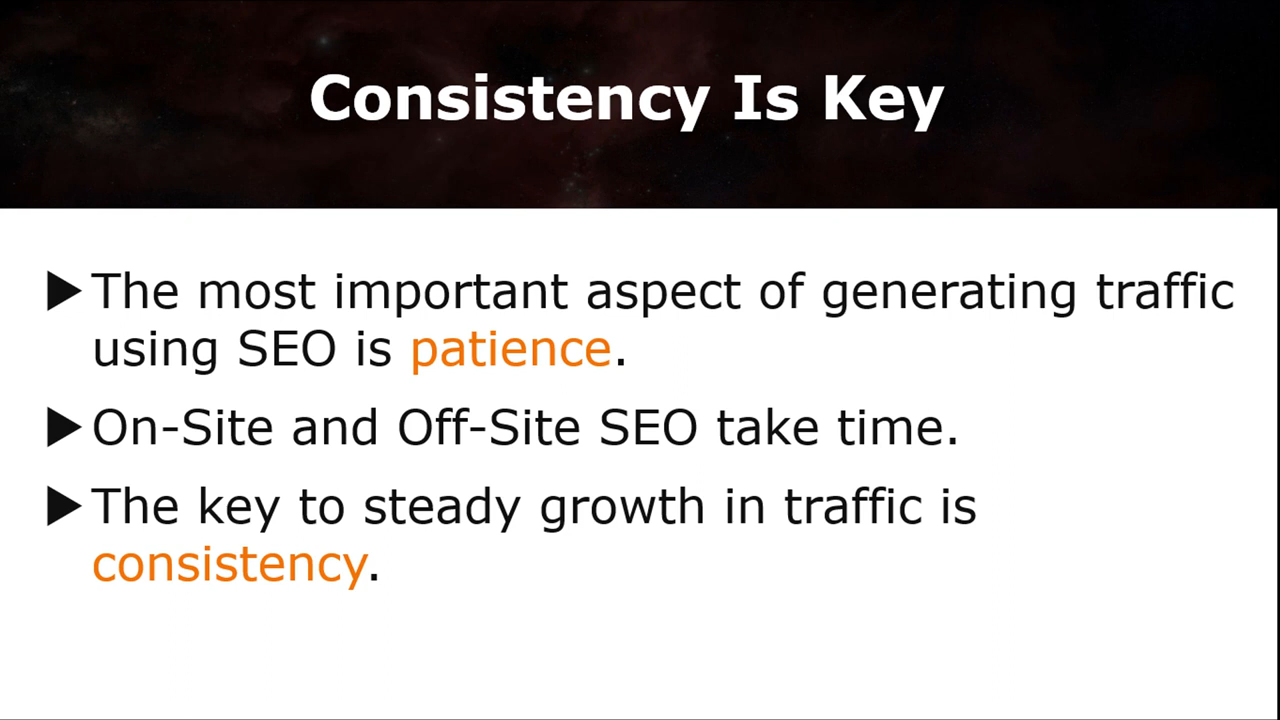 Consistency Is Key
▶ The most important aspect of generating traffic
using SEO is patience.
▶ On-Site and Off-Site SEO take time.
▶ The key to steady growth in traffic is
consistency.